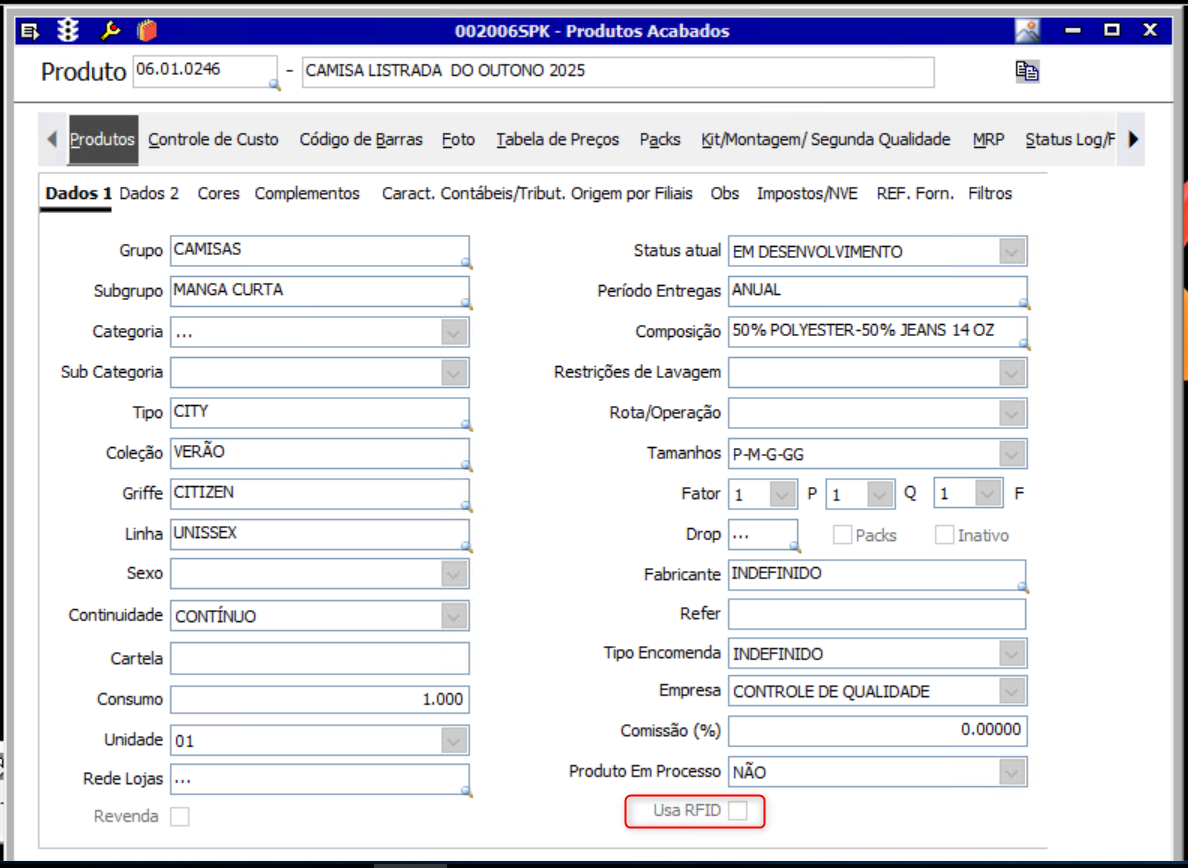 002006SPK - Produtos Acabados
Produto 06.01.0246 - CAMISA LISTRADA DO OUTONO 2025
Produtos Controle de Custo Código de Barras Foto Tabela de Preços Packs Kit/Montagem/ Segunda Qualidade MRP Status Log/F
Dados 1 Dados 2 Cores Complementos Caract. Contábeis/Tribut. Origem por Filiais Obs Impostos/NVE REF. Forn. Filtros
Grupo CAMISAS
Subgrupo MANGA CURTA
Categoria ...
Sub Categoria
Tipo CITY
Coleção VERÃO
Griffe CITIZEN
Linha UNISSEX
Sexo
Continuidade CONTÍNUO
Cartela
Consumo 1.000
Unidade 01
Rede Lojas ...
Revenda
Status atual EM DESENVOLVIMENTO
Período Entregas ANUAL
Composição 50% POLYESTER-50% JEANS 14 OZ
Restrições de Lavagem
Rota/Operação
Tamanhos P-M-G-GG
Fator 1 P 1 Q 1 F
Drop ... Packs Inativo
Fabricante INDEFINIDO
Refer
Tipo Encomenda INDEFINIDO
Empresa CONTROLE DE QUALIDADE
Comissão (%) 0.00000
Produto Em Processo NÃO
Usa RFID